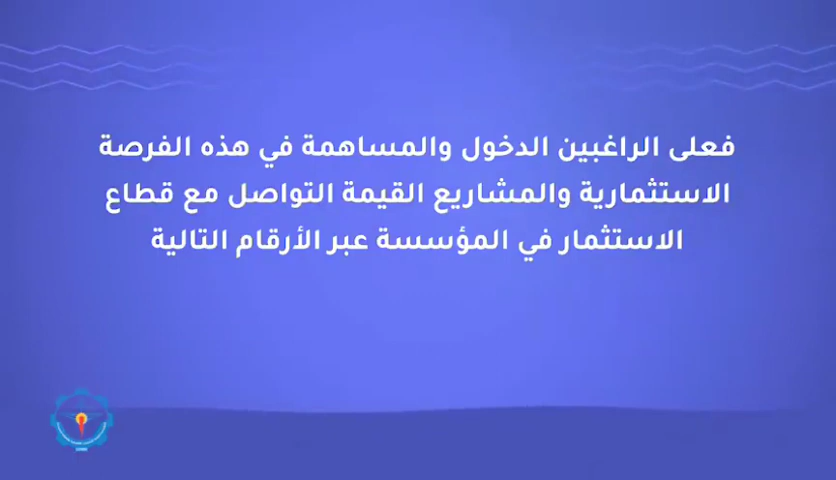 فعلى الراغبين الدخول والمساهمة في هذه الفرصة
الاستثمارية والمشاريع القيمة التواصل مع قطاع
الاستثمار في المؤسسة عبر الأرقام التالية